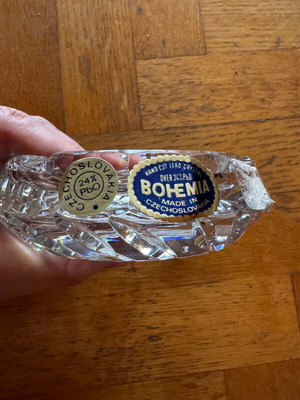 CZECHOSLOVAKIA
24%
PbO
HAND CUT LEAD CRYSTAL
OVER 24% PbO
BOHEMIA
MADE IN
CZECHOSLOVAKIA